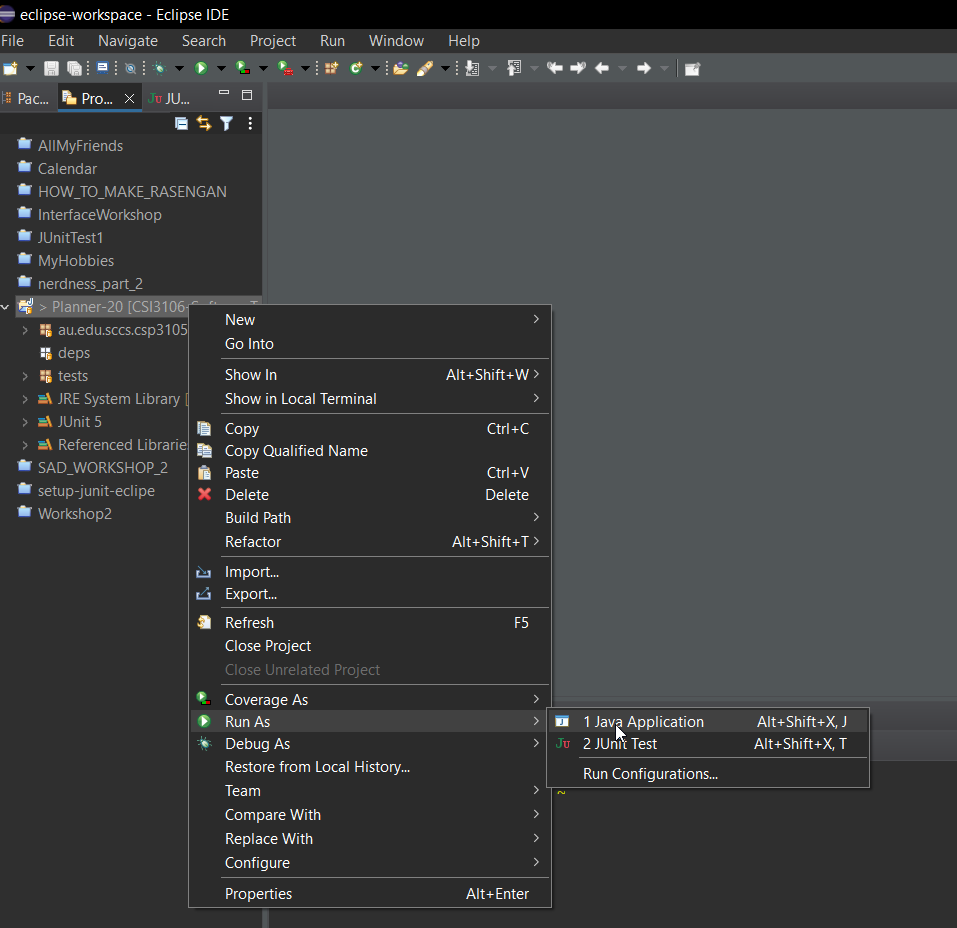 eclipse-workspace - Eclipse IDE
File Edit Navigate Search Project Run Window Help
Pac... Pro... JU...
AllMyFriends
Calendar
HOW_TO_MAKE_RASENGAN
InterfaceWorkshop
JUnitTest1
MyHobbies
nerdness_part_2
> Planner-20 [CSI3106-
au.edu.sccs.csp3105
deps
tests
JRE System Library [
JUnit 5
Referenced Librarie
SAD_WORKSHOP_2
setup-junit-eclipe
Workshop2
New
Go Into
Show In Alt+Shift+W
Show in Local Terminal
Copy Ctrl+C
Copy Qualified Name
Paste Ctrl+V
Delete Delete
Build Path
Refactor Alt+Shift+T
Import...
Export...
Refresh F5
Close Project
Close Unrelated Project
Coverage As
Run As
Debug As
Restore from Local History...
Team
Compare With
Replace With
Configure
Properties Alt+Enter
1 Java Application Alt+Shift+X, J
2 JUnit Test Alt+Shift+X, T
Run Configurations...